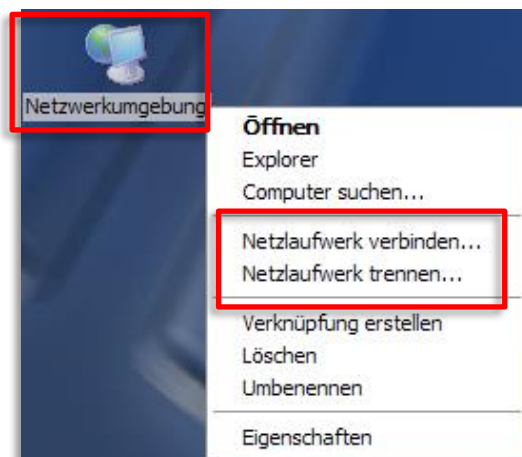 Netzwerkumgebung
Öffnen
Explorer
Computer suchen...
Netzlaufwerk verbinden...
Netzlaufwerk trennen...
Verknüpfung erstellen
Löschen
Umbenennen
Eigenschaften